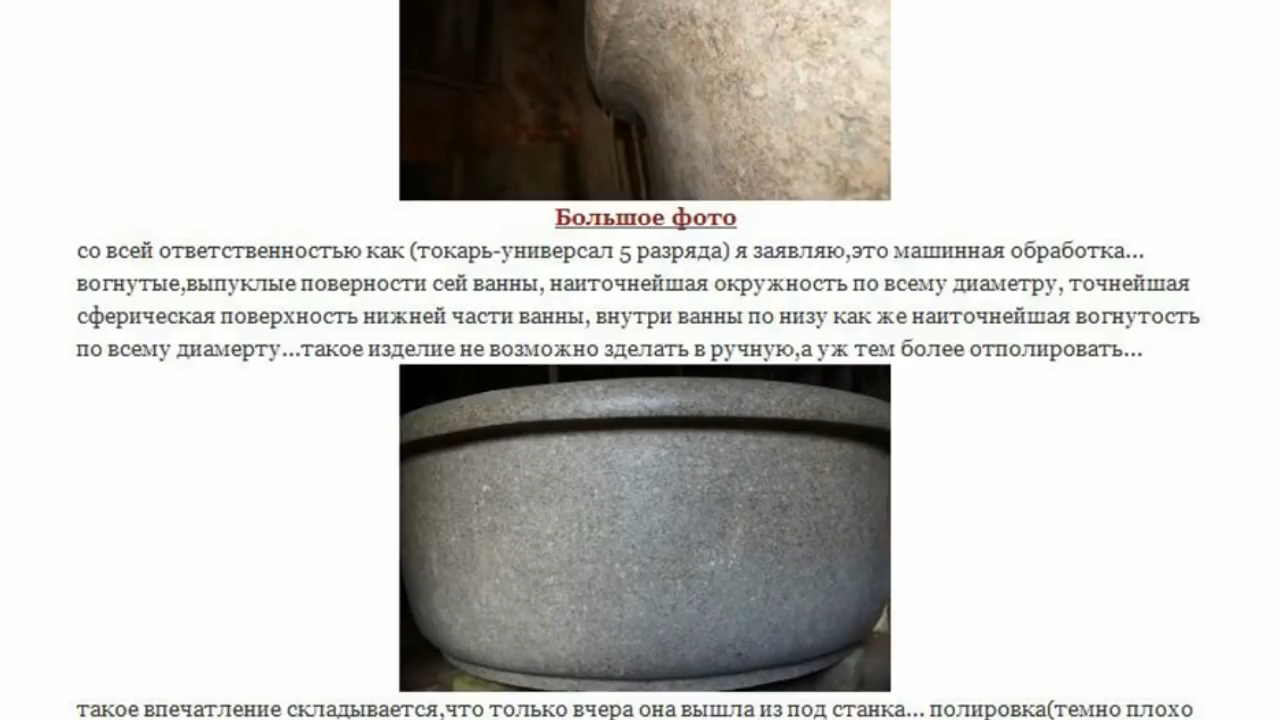 Большое фото
со всей ответственностью как (токарь-универсал 5 разряда) я заявляю,это машинная обработка...
вогнутые,выпуклые поверности сей ванны, наиточнейшая окружность по всему диаметру, точнейшая
сферическая поверхность нижней части ванны, внутри ванны по низу как же наиточнейшая вогнутость
по всему диамерту...такое изделие не возможно зделать в ручную,а уж тем более отполировать...
такое впечатление складывается,что только вчера она вышла из под станка... полировка(темно плохо